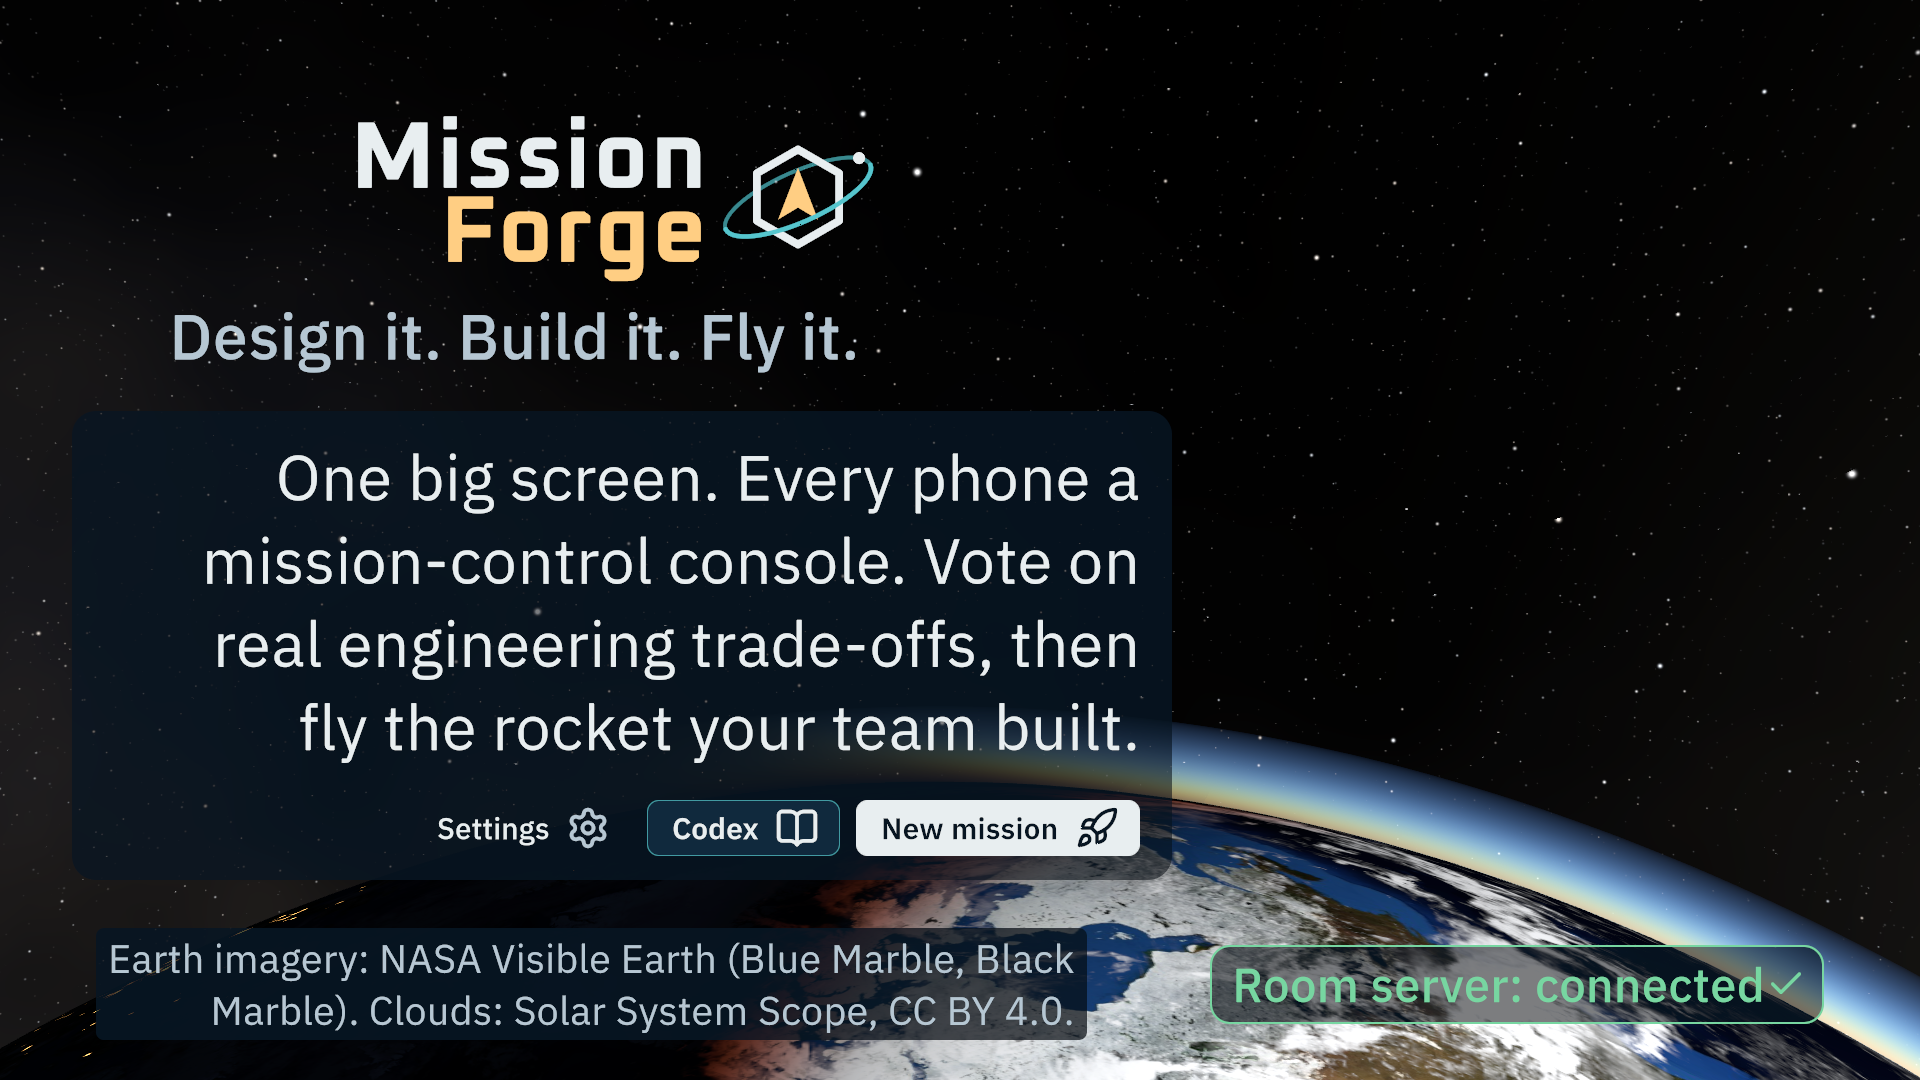 Mission
Forge
Design it. Build it. Fly it.
One big screen. Every phone a
mission-control console. Vote on
real engineering trade-offs, then
fly the rocket your team built.
Settings
Codex
New mission
Earth imagery: NASA Visible Earth (Blue Marble, Black
Marble). Clouds: Solar System Scope, CC BY 4.0.
Room server: connected